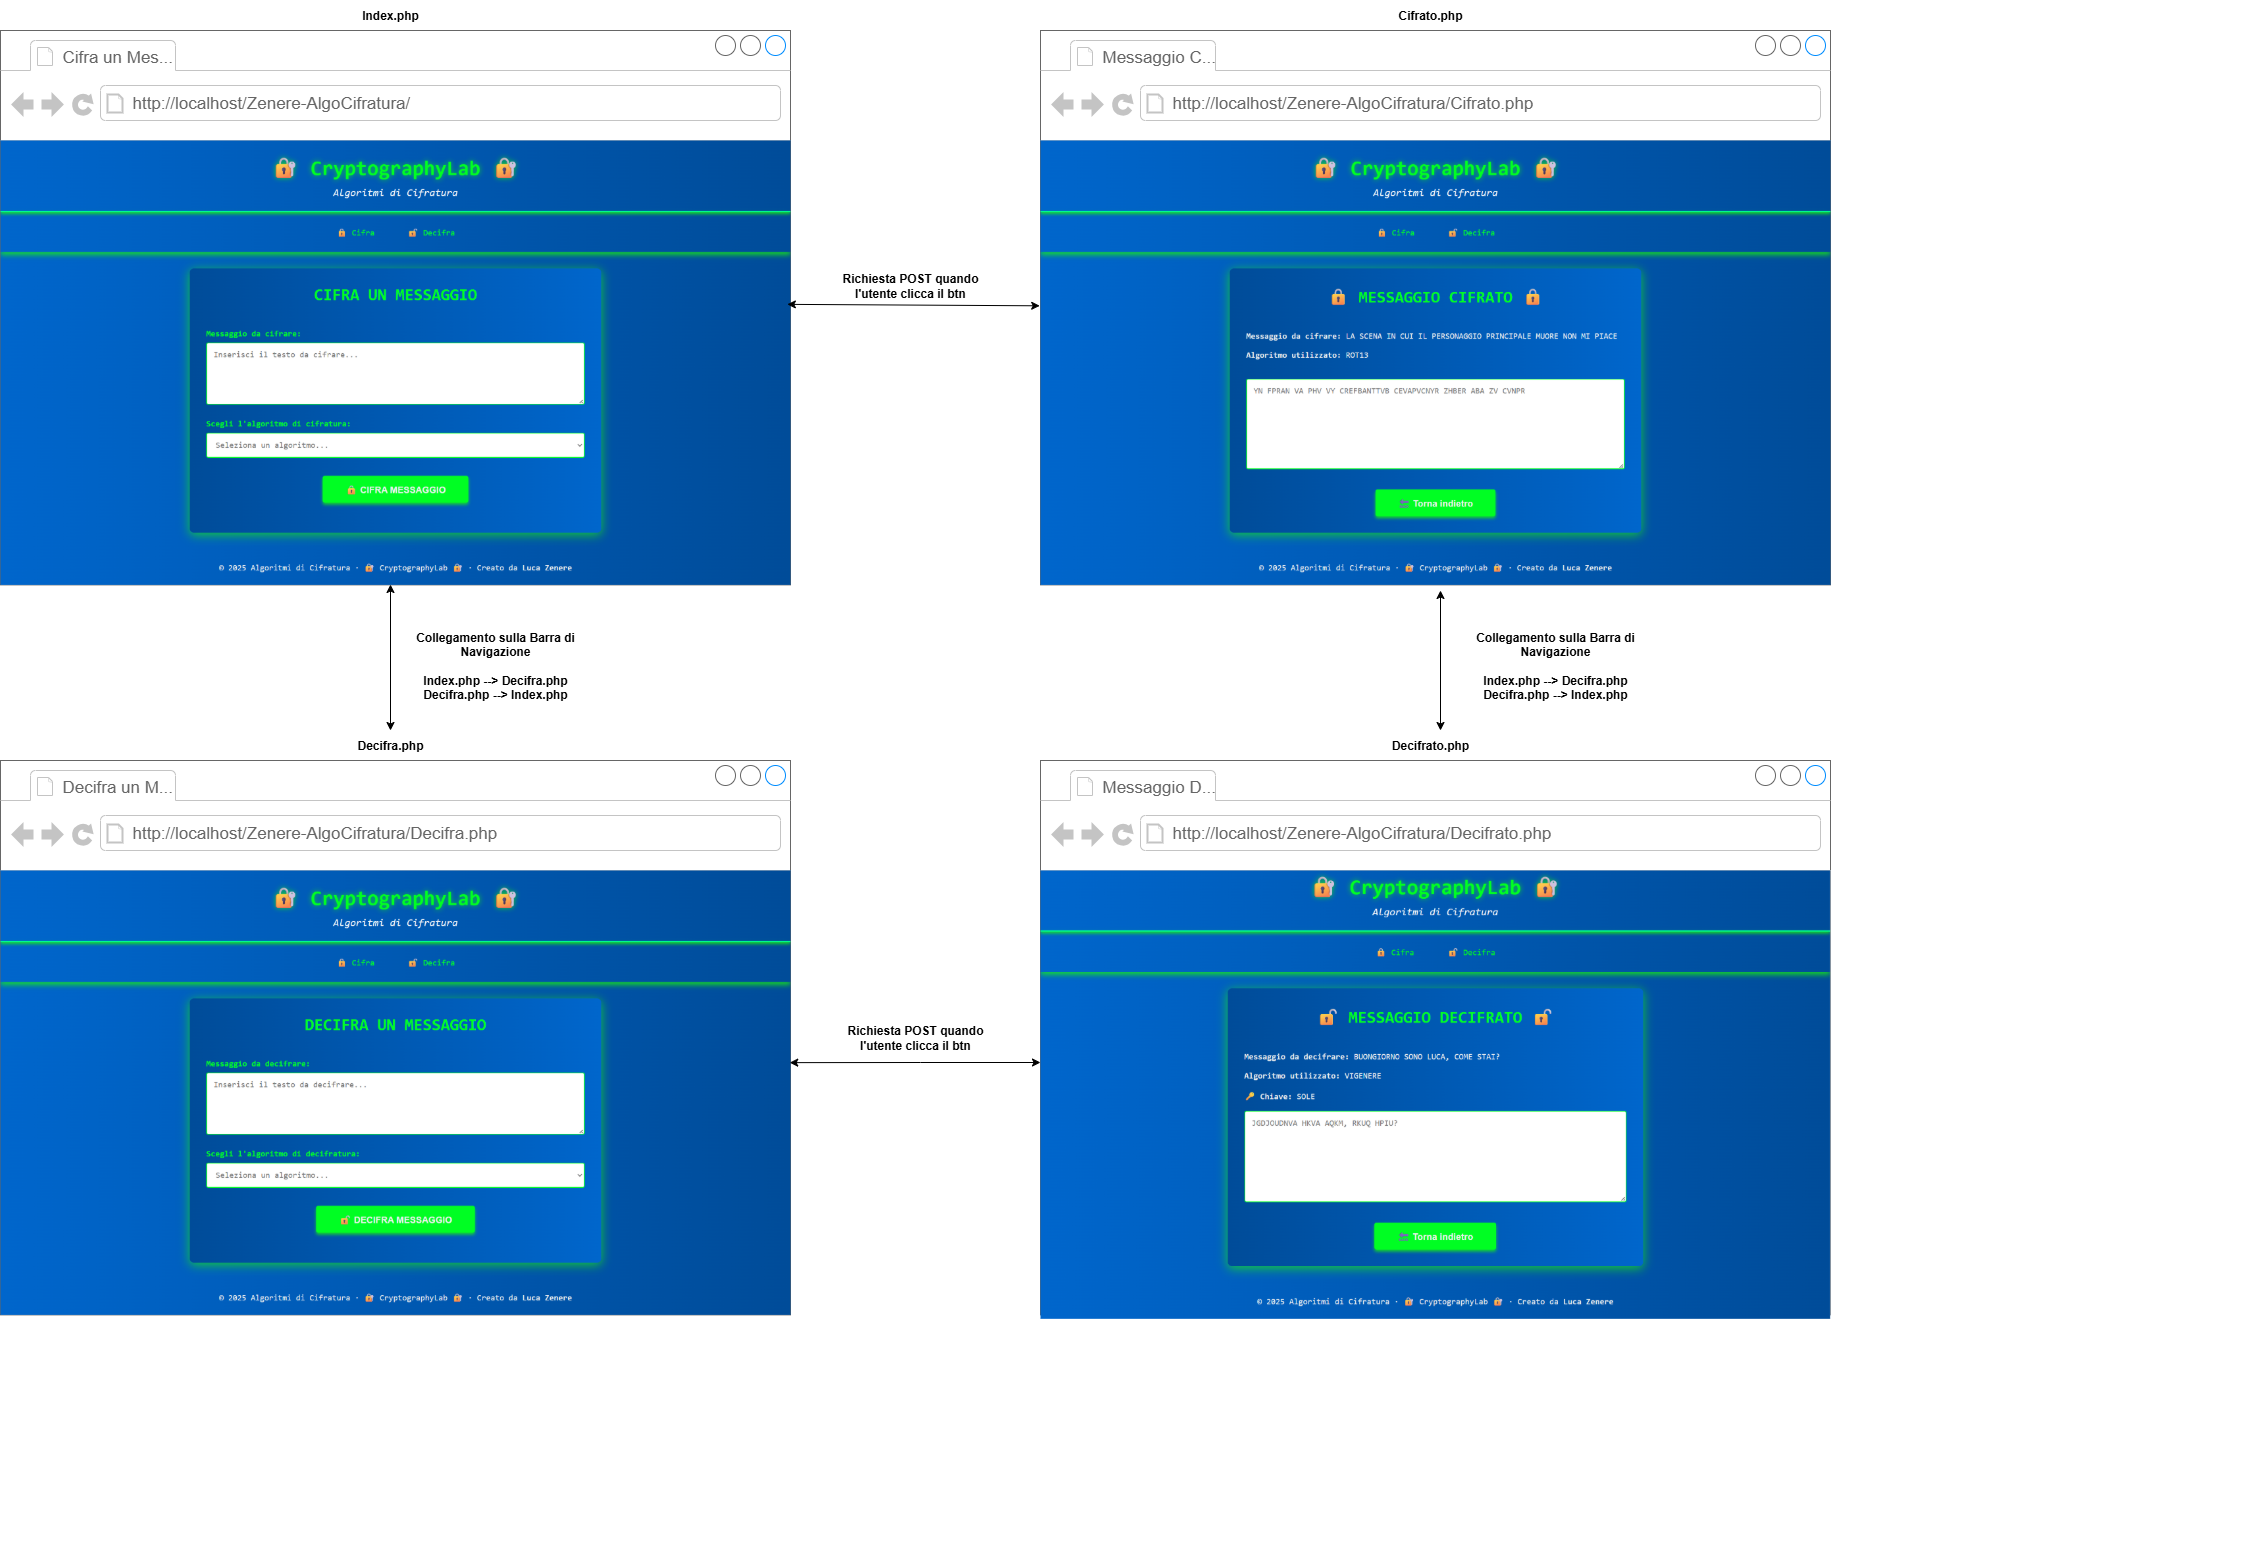 Index.php
Cifra un Mes...
http://localhost/Zenere-AlgoCifratura/
CryptographyLab
Algoritmi di Cifratura
Cifra
Decifra
CIFRA UN MESSAGGIO
Messaggio da cifrare:
Inserisci il testo da cifrare...
Scegli l'algoritmo di cifratura:
Seleziona un algoritmo...
CIFRA MESSAGGIO
© 2025 Algoritmi di Cifratura · CryptographyLab · Creato da Luca Zenere
Richiesta POST quando
l'utente clicca il btn
Cifrato.php
Messaggio C...
http://localhost/Zenere-AlgoCifratura/Cifrato.php
CryptographyLab
Algoritmi di Cifratura
Cifra
Decifra
MESSAGGIO CIFRATO
Messaggio da cifrare: LA SCENA IN CUI IL PERSONAGGIO PRINCIPALE MUORE NON MI PIACE
Algoritmo utilizzato: ROT13
YN FPRAN VA PHV VY CREFBANTTVB CEVAPVCNYR ZHBER ABA ZV CVNPR
Torna Indietro
© 2025 Algoritmi di Cifratura · CryptographyLab · Creato da Luca Zenere
Collegamento sulla Barra di
Navigazione
Index.php --> Decifra.php
Decifra.php --> Index.php
Collegamento sulla Barra di
Navigazione
Index.php --> Decifra.php
Decifra.php --> Index.php
Decifra.php
Decifra un M...
http://localhost/Zenere-AlgoCifratura/Decifra.php
CryptographyLab
Algoritmi di Cifratura
Cifra
Decifra
DECIFRA UN MESSAGGIO
Messaggio da decifrare:
Inserisci il testo da decifrare...
Scegli l'algoritmo di decifratura:
Seleziona un algoritmo...
DECIFRA MESSAGGIO
© 2025 Algoritmi di Cifratura · CryptographyLab · Creato da Luca Zenere
Richiesta POST quando
l'utente clicca il btn
Decifrato.php
Messaggio D...
http://localhost/Zenere-AlgoCifratura/Decifrato.php
CryptographyLab
Algoritmi di Cifratura
Cifra
Decifra
MESSAGGIO DECIFRATO
Messaggio da decifrare: BUONGIORNO SONO LUCA, COME STAI?
Algoritmo utilizzato: VIGENERE
Chiave: SOLE
JGDJOUDNVA HKVA AQKM, RKUQ HPIU?
Torna Indietro
© 2025 Algoritmi di Cifratura · CryptographyLab · Creato da Luca Zenere